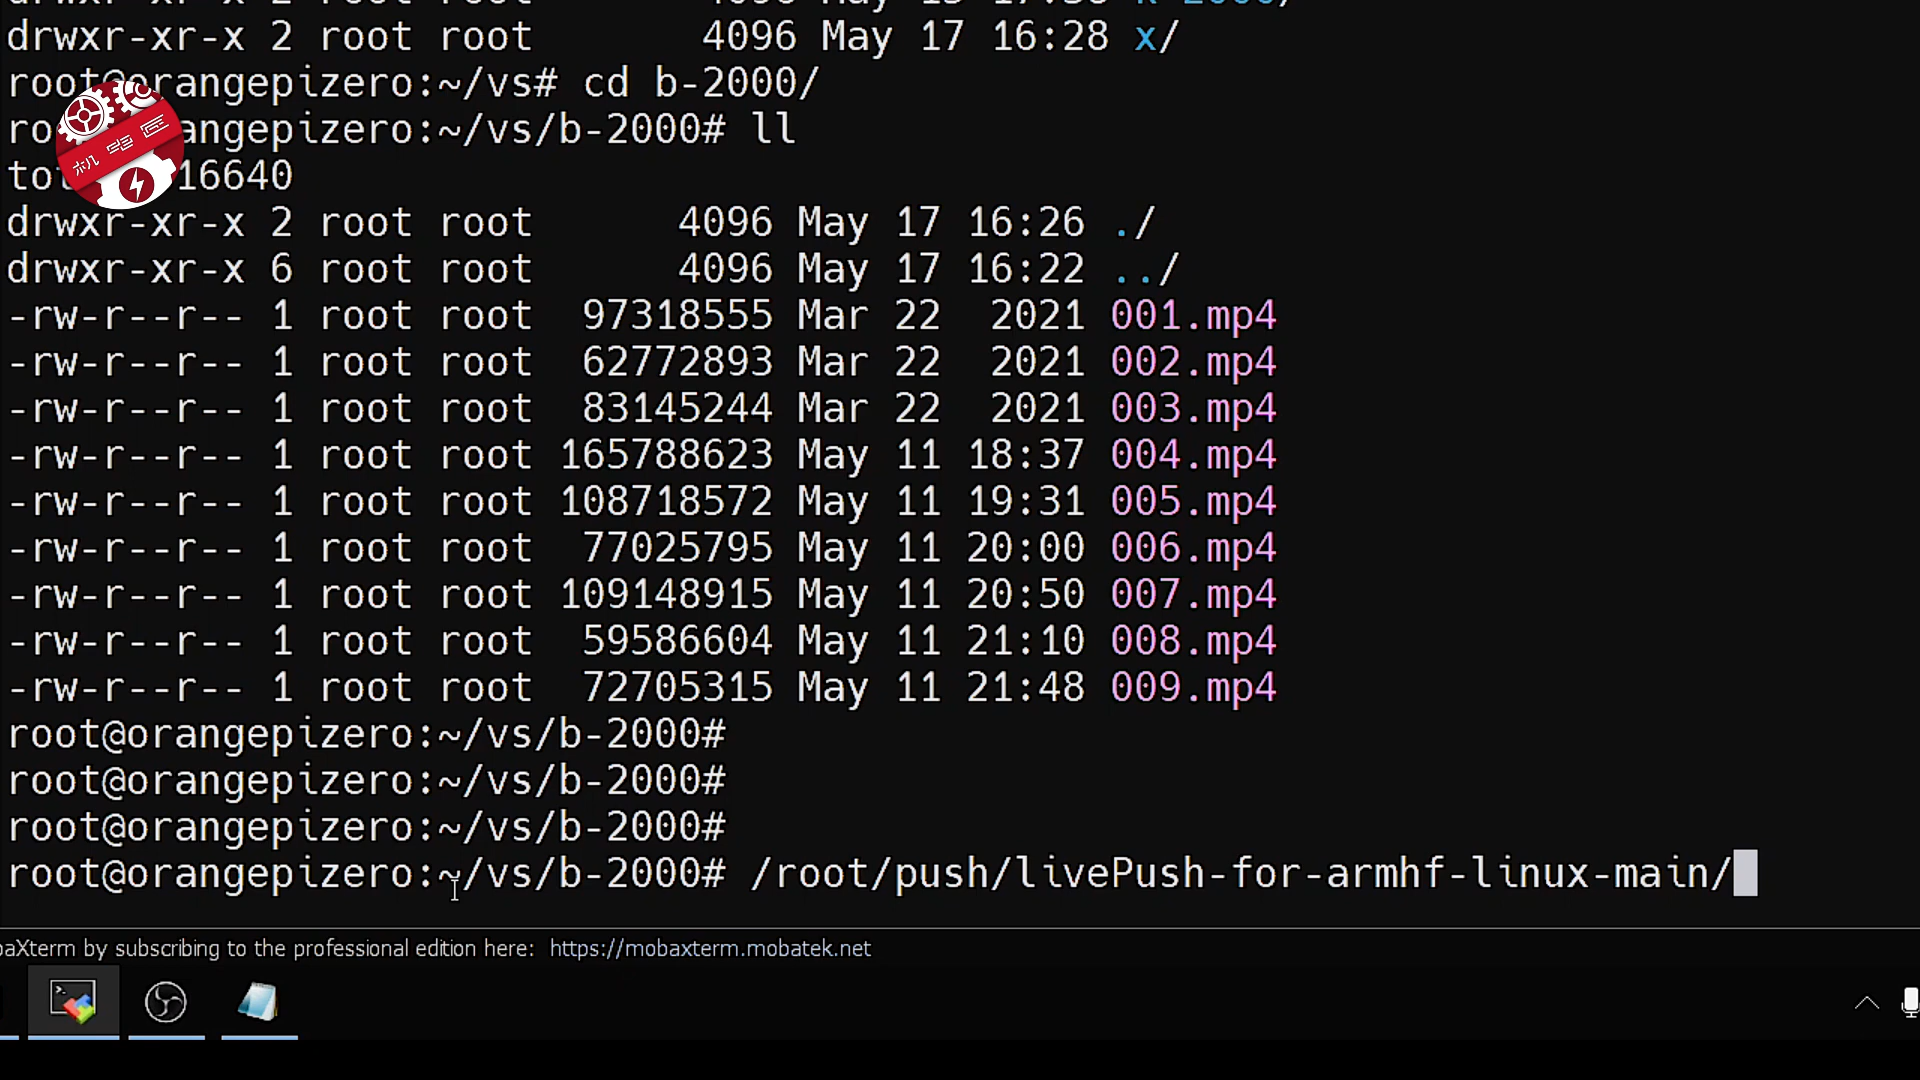 drwxr-xr-x 2 root root       4096 May 17 16:28 x/
root@orangepizero:~/vs# cd b-2000/
angepizero:~/vs/b-2000# ll
16640
drwxr-xr-x 2 root root      4096 May 17 16:26 ./
drwxr-xr-x 6 root root      4096 May 17 16:22 ../
-rw-r--r-- 1 root root  97318555 Mar 22  2021 001.mp4
-rw-r--r-- 1 root root  62772893 Mar 22  2021 002.mp4
-rw-r--r-- 1 root root  83145244 Mar 22  2021 003.mp4
-rw-r--r-- 1 root root 165788623 May 11 18:37 004.mp4
-rw-r--r-- 1 root root 108718572 May 11 19:31 005.mp4
-rw-r--r-- 1 root root  77025795 May 11 20:00 006.mp4
-rw-r--r-- 1 root root 109148915 May 11 20:50 007.mp4
-rw-r--r-- 1 root root  59586604 May 11 21:10 008.mp4
-rw-r--r-- 1 root root  72705315 May 11 21:48 009.mp4
root@orangepizero:~/vs/b-2000#
root@orangepizero:~/vs/b-2000#
root@orangepizero:~/vs/b-2000#
root@orangepizero:~/vs/b-2000# /root/push/livePush-for-armhf-linux-main/
baXterm by subscribing to the professional edition here: https://mobaxterm.mobatek.net